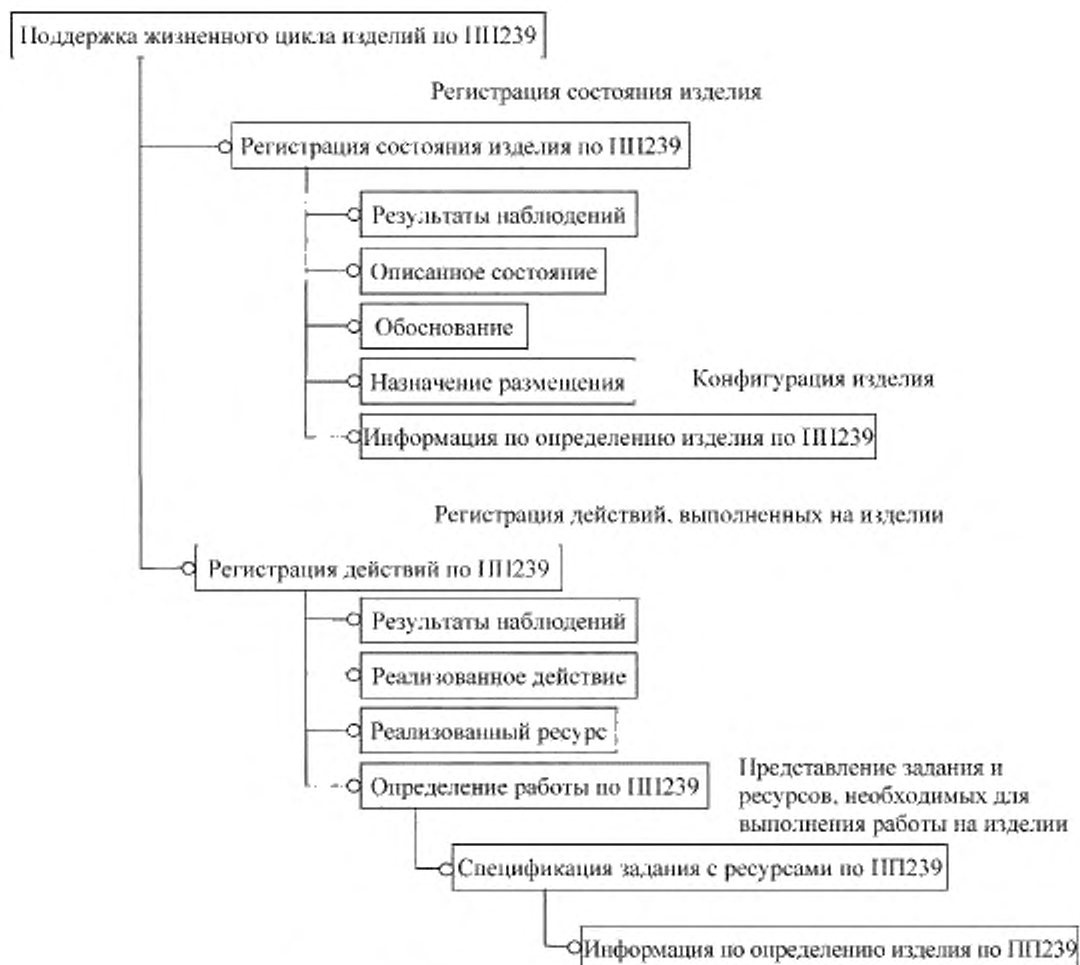 Поддержка жизненного цикла изделий по ПП239
Регистрация состояния изделия
Регистрация состояния изделия по ПП239
Результаты наблюдений
Описанное состояние
Обоснование
Назначение размещения
Конфигурация изделия
Информация по определению изделия по ПП239
Регистрация действий, выполненных на изделии
Регистрация действий по ПП239
Результаты наблюдений
Реализованное действие
Реализованный ресурс
Определение работы по ПП239
Представление задания и
ресурсов, необходимых для
выполнения работы на изделии
Спецификация задания с ресурсами по ПП239
Информация по определению изделия по ПП239